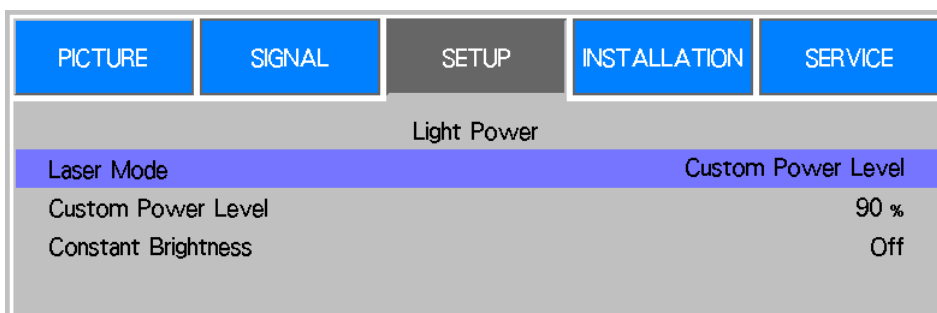 PICTURE SIGNAL SETUP INSTALLATION SERVICE
Light Power
Laser Mode Custom Power Level
Custom Power Level 90 %
Constant Brightness Off